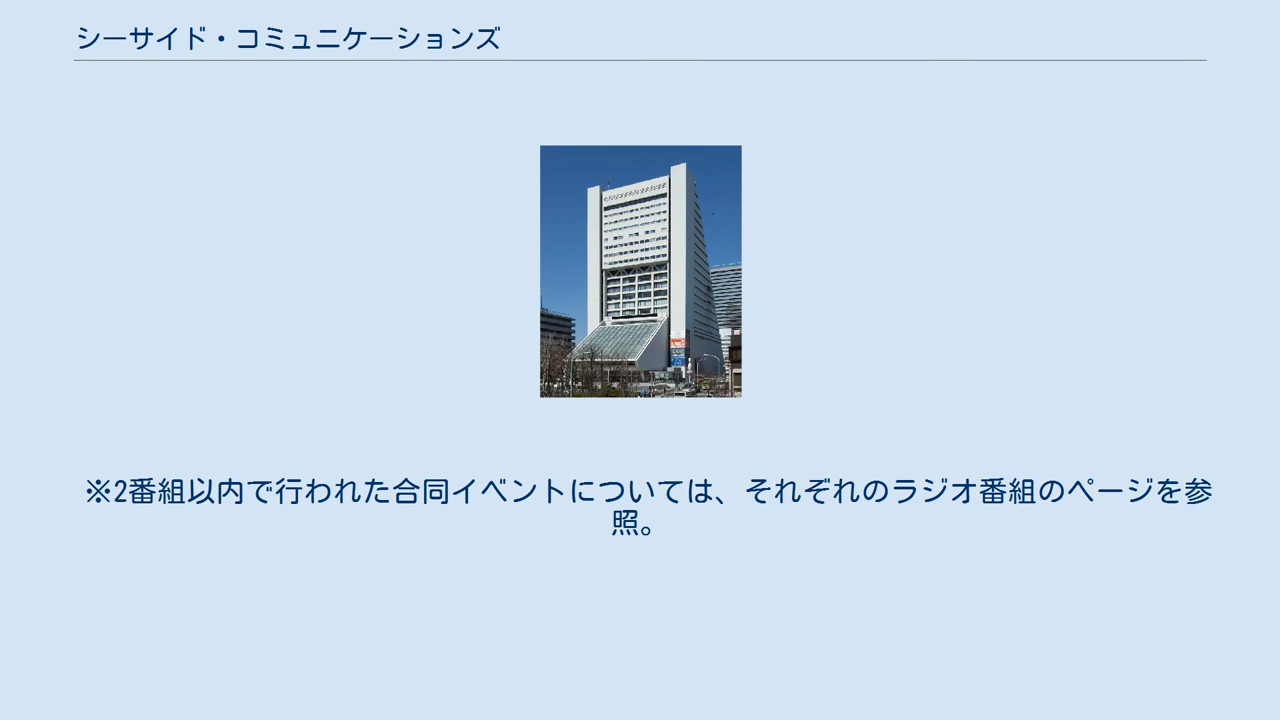 シーサイド・コミュニケーションズ
※2番組以内で行われた合同イベントについては、それぞれのラジオ番組のページを参
照。